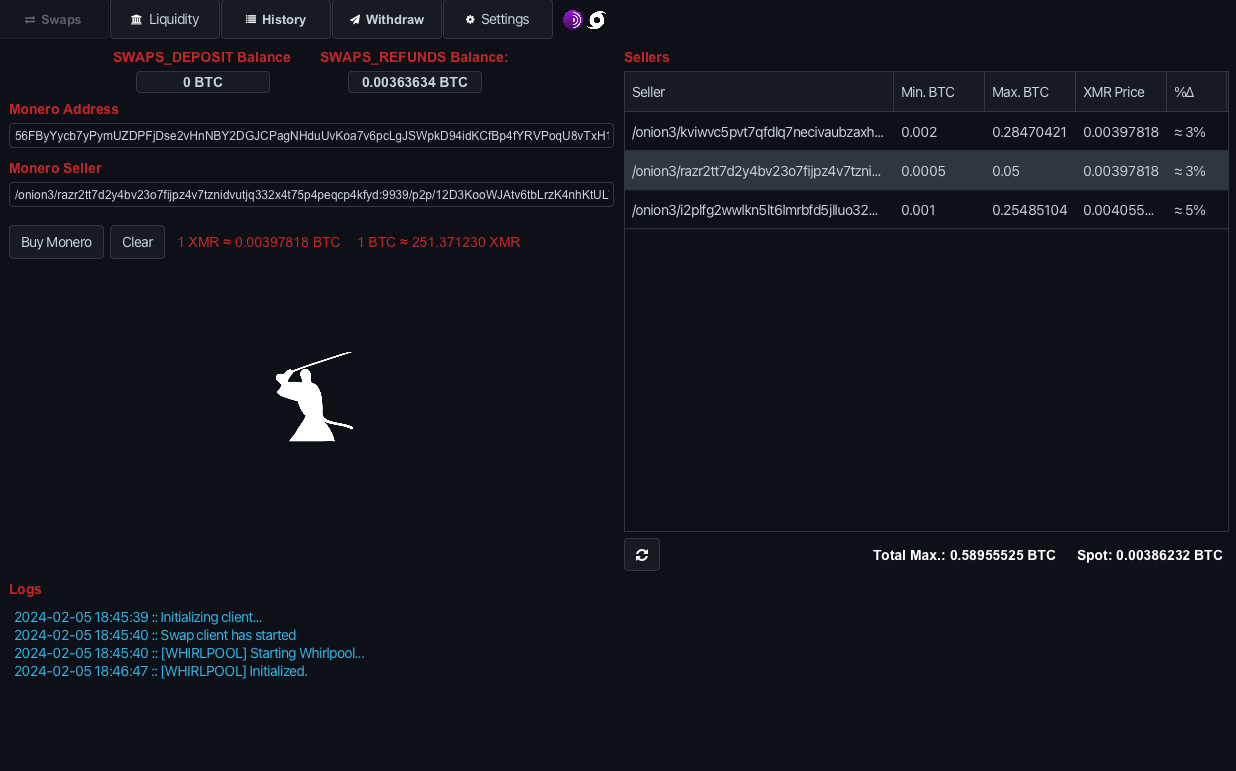 Swaps
Liquidity
History
Withdraw
Settings
SWAPS_DEPOSIT Balance
SWAPS_REFUNDS Balance:
0 BTC
0.00363634 BTC
Monero Address
56FByYycb7yPymUZDPFjDse2vHnNBY2DGJCPagNHduUvKoa7v6pcLgJSWpkD94idKCfBp4fYRVPoqU8vTxH1
Monero Seller
/onion3/razr2tt7d2y4bv23o7fijpz4v7tznidvutjq332x4t75p4peqcp4kfyd:9939/p2p/12D3KooWJAtv6tbLrzK4nhKtUL
Buy Monero
Clear
1 XMR ≈ 0.00397818 BTC
1 BTC ≈ 251.371230 XMR
Sellers
Seller Min. BTC Max. BTC XMR Price %Δ
/onion3/kviwvc5pvt7qfdlq7necivaubzaxh... 0.002 0.28470421 0.00397818 ≈ 3%
/onion3/razr2tt7d2y4bv23o7fijpz4v7tzni... 0.0005 0.05 0.00397818 ≈ 3%
/onion3/i2plfg2wwlkn5lt6lmrbfd5jlluo32... 0.001 0.25485104 0.004055... ≈ 5%
Total Max.: 0.58955525 BTC
Spot: 0.00386232 BTC
Logs
2024-02-05 18:45:39 :: Initializing client...
2024-02-05 18:45:40 :: Swap client has started
2024-02-05 18:45:40 :: [WHIRLPOOL] Starting Whirlpool...
2024-02-05 18:46:47 :: [WHIRLPOOL] Initialized.